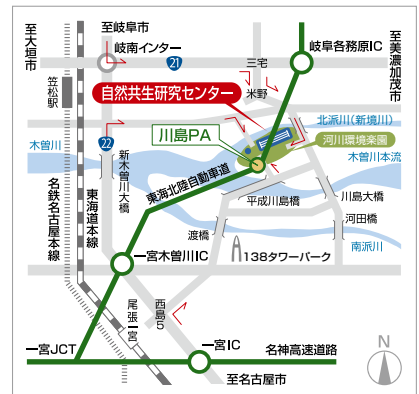 至大垣市
至岐阜市
至美濃加茂市
岐南インター
21
三宅
岐阜各務原IC
笠松駅
米野
自然共生研究センター
北派川(新境川)
川島PA
河川環境楽園
木曽川
22
木曽川本流
新木曽川大橋
東海北陸自動車道
平成川島橋
川島大橋
河田橋
名鉄名古屋本線
東海道本線
渡橋
南派川
138タワーパーク
一宮木曽川IC
尾張一宮
西島5
一宮JCT
一宮IC
名神高速道路
至名古屋市
N